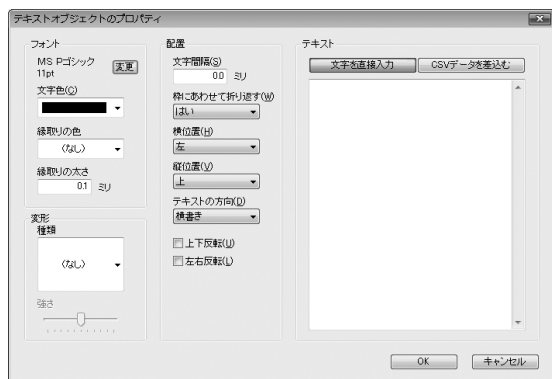 テキストオブジェクトのプロパティ
フォント
MS Pゴシック
11pt
変更
文字色(C)
縁取りの色
(なし)
縁取りの太さ
0.1 ミリ
変形
種類
(なし)
強さ
配置
文字間隔(S)
0.0 ミリ
枠にあわせて折り返す(W)
はい
横位置(H)
左
縦位置(V)
上
テキストの方向(D)
横書き
上下反転(U)
左右反転(L)
テキスト
文字を直接入力
CSVデータを差込む
OK
キャンセル